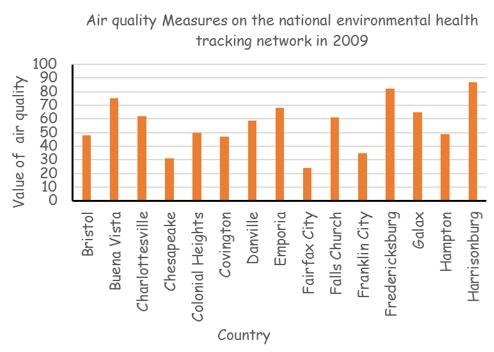 Air quality Measures on the national environmental health
tracking network in 2009
Value of air quality
100
90
80
70
60
50
40
30
20
10
0
Bristol
Buena Vista
Charlottesville
Chesapeake
Colonial Heights
Covington
Danville
Emporia
Fairfax City
Falls Church
Franklin City
Fredericksburg
Galax
Hampton
Harrisonburg
Country